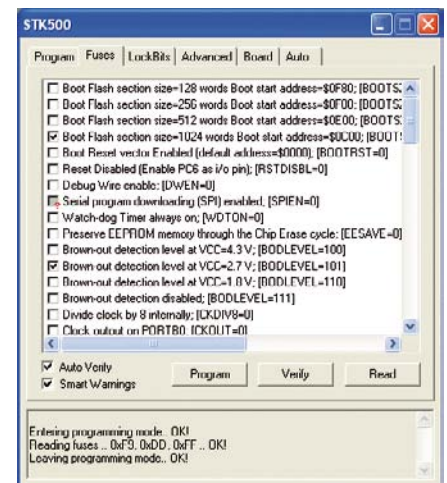 STK500
Program Fuses LockBits Advanced Board Auto
Boot Flash section size=128 words Boot start address=$0F80; [BOOTSZ
Boot Flash section size=256 words Boot start address=$0F00; [BOOTSZ
Boot Flash section size=512 words Boot start address=$0E00; [BOOTSZ
Boot Flash section size=1024 words Boot start address=$0C00; [BOOTS
Boot Reset vector Enabled (default address=$0000); [BOOTRST=0]
Reset Disabled (Enable PC6 as i/o pin); [RSTDISBL=0]
Debug Wire enable; [DWEN=0]
Serial program downloading (SPI) enabled; [SPIEN=0]
Watch-dog Timer always on; [WDTON=0]
Preserve EEPROM memory through the Chip Erase cycle; [EESAVE=0]
Brown-out detection level at VCC=4.3 V; [BODLEVEL=100]
Brown-out detection level at VCC=2.7 V; [BODLEVEL=101]
Brown-out detection level at VCC=1.8 V; [BODLEVEL=110]
Brown-out detection disabled; [BODLEVEL=111]
Divide clock by 8 internally; [CKDIV8=0]
Clock output on PORTB0; [CKOUT=0]
Auto Verify
Smart Warnings
Program Verify Read
Entering programming mode.. OK!
Reading fuses .. 0xF9, 0xDD, 0xFF .. OK!
Leaving programming mode.. OK!